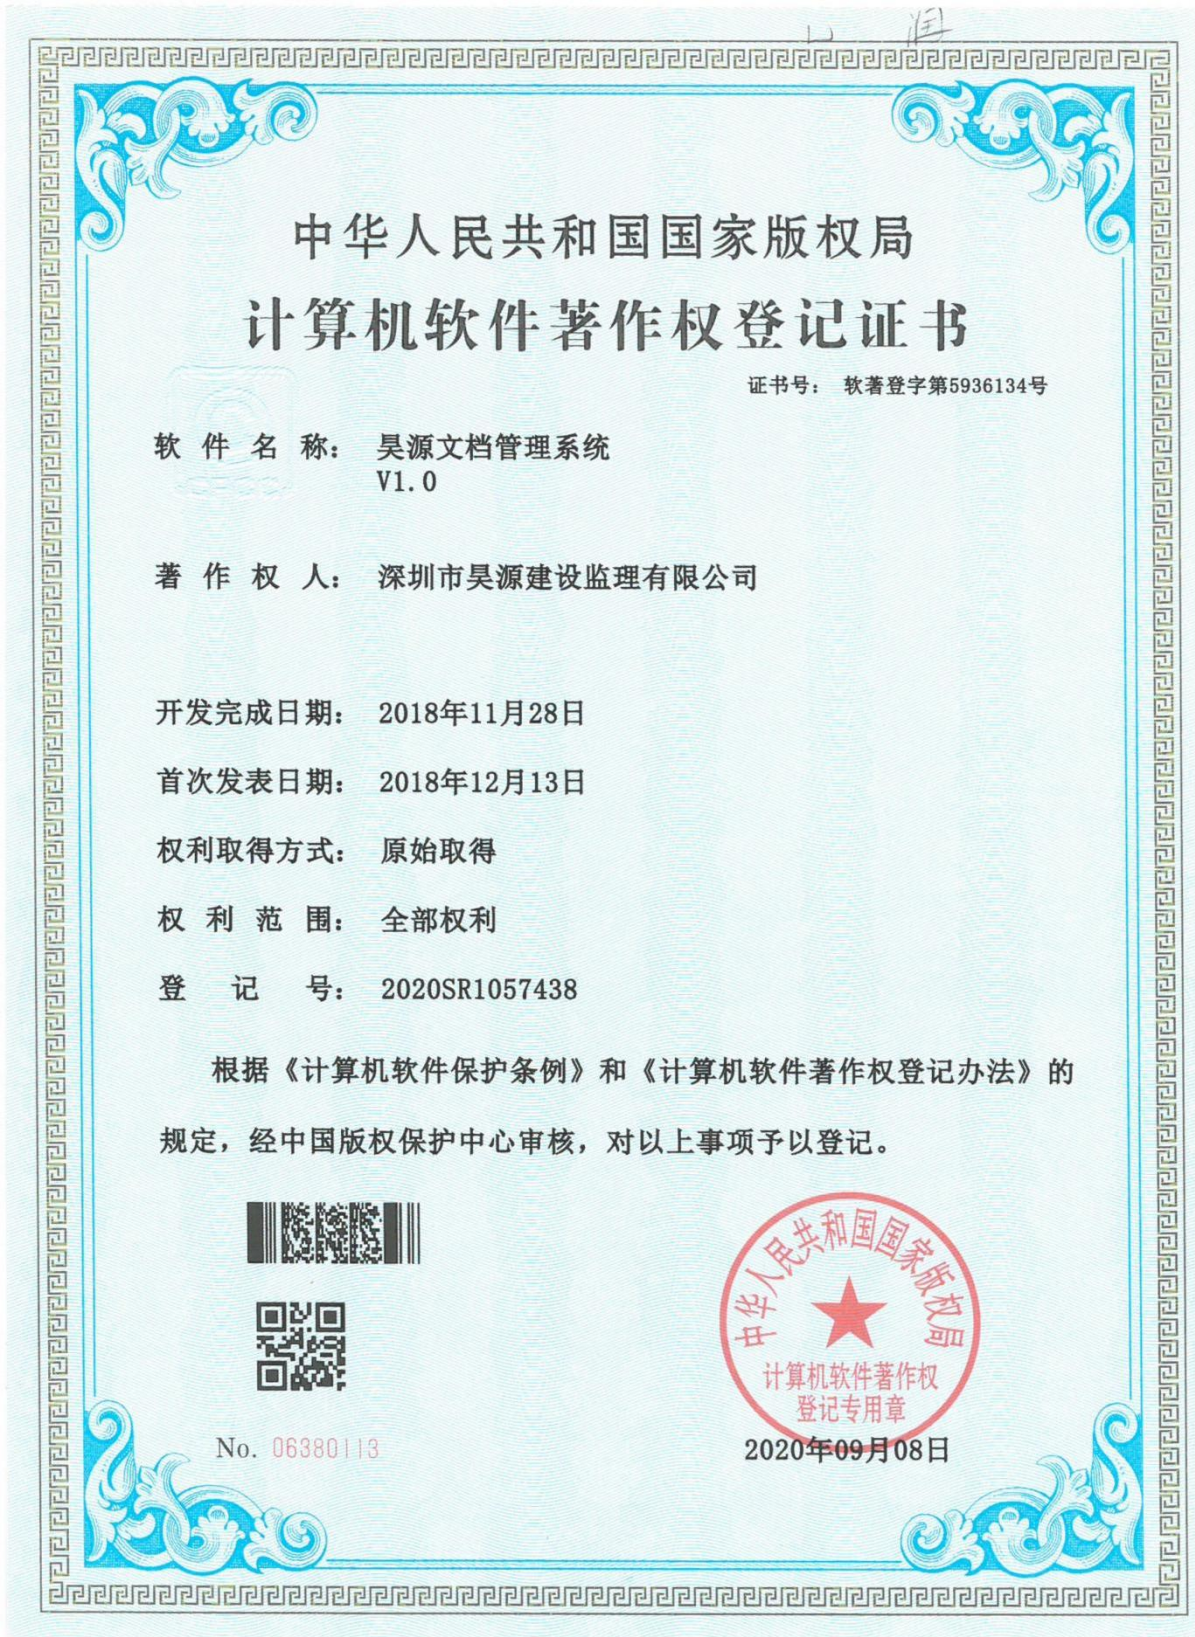 中华人民共和国国家版权局
计算机软件著作权登记证书
证书号： 软著登字第5936134号
软件名称： 昊源文档管理系统
V1.0
著作权人： 深圳市昊源建设监理有限公司
开发完成日期： 2018年11月28日
首次发表日期： 2018年12月13日
权利取得方式： 原始取得
权利范围： 全部权利
登记号： 2020SR1057438
根据《计算机软件保护条例》和《计算机软件著作权登记办法》的
规定，经中国版权保护中心审核，对以上事项予以登记。
中华人民共和国国家版权局
计算机软件著作权
登记专用章
No. 06380113
2020年09月08日